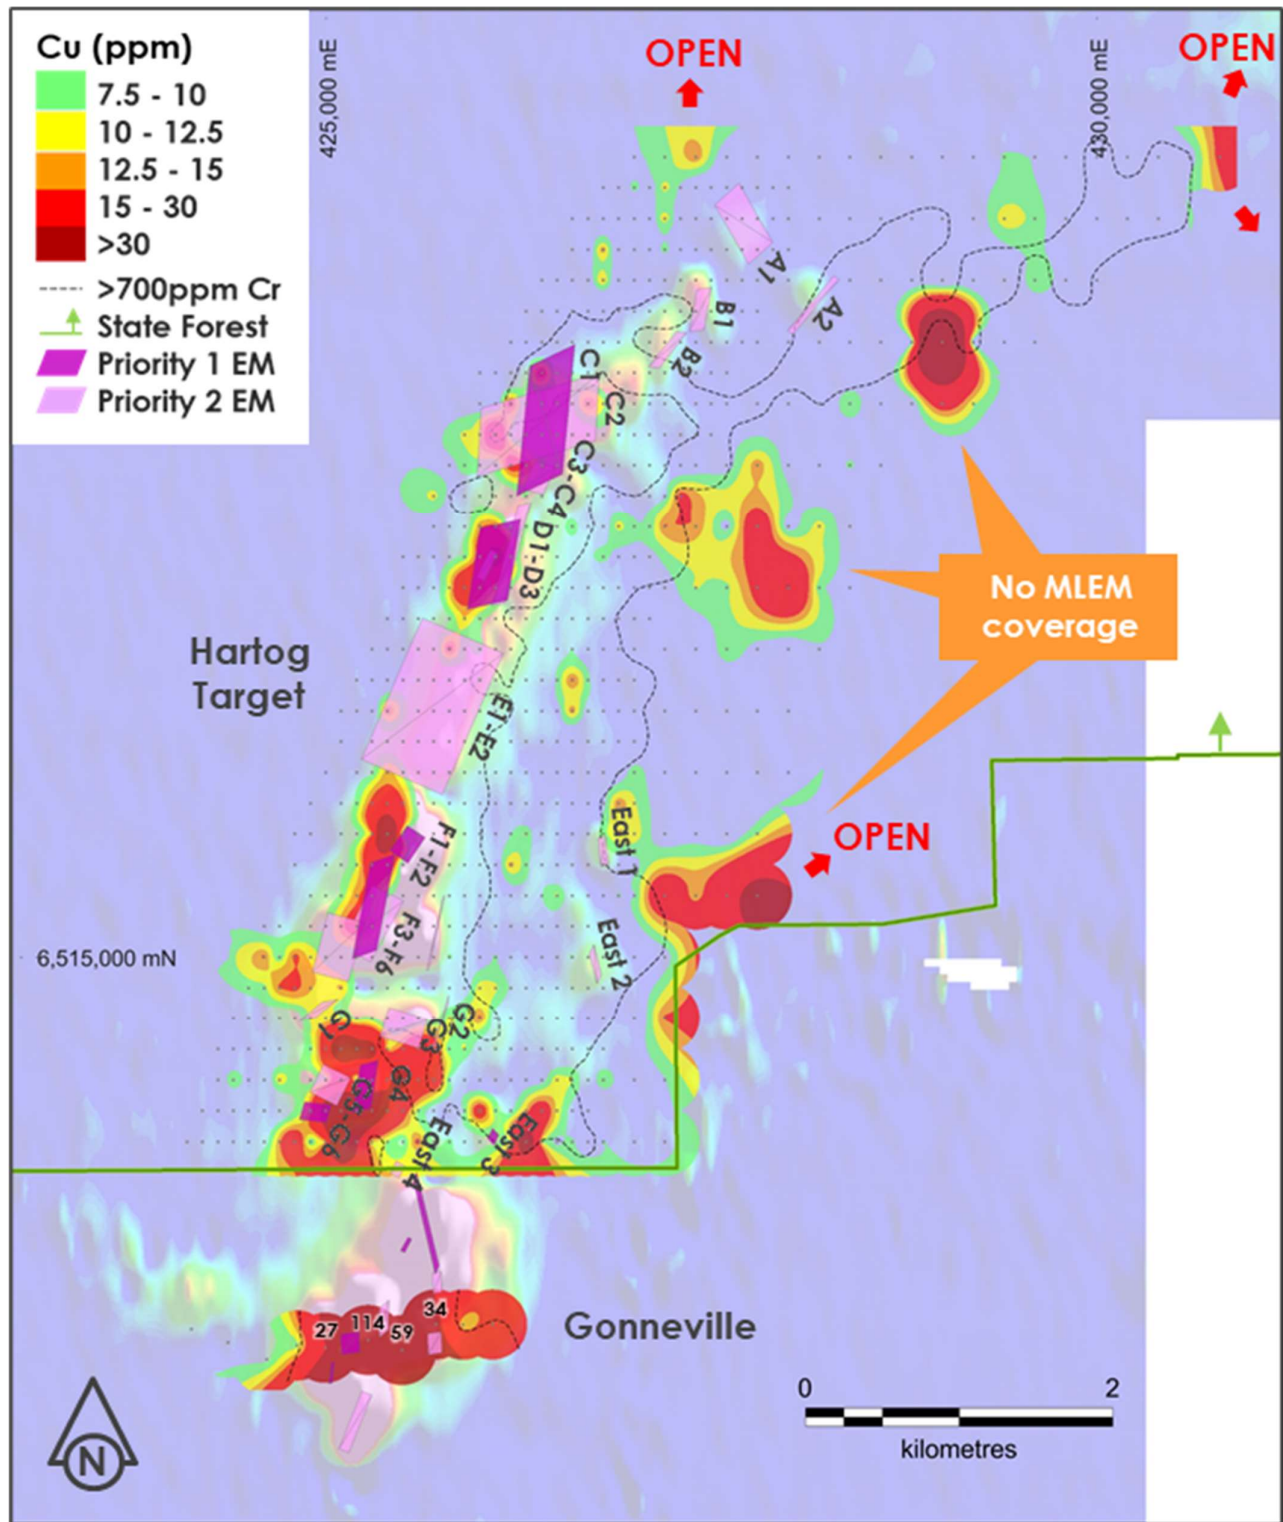 Cu (ppm)
7.5 - 10
10 - 12.5
12.5 - 15
15 - 30
>30
>700ppm Cr
State Forest
Priority 1 EM
Priority 2 EM
425,000 mE
OPEN
430,000 mE
OPEN
A1
A2
B1
B2
C1
C2
C3-C4
D1-D3
No MLEM
coverage
Hartog
Target
E1-E2
East 1
OPEN
F1-F2
F3-F6
East 2
6,515,000 mN
G1
G2
G3
G4
G5-G6
East 3
East 4
27
114
59
34
Gonneville
0
2
kilometres
N